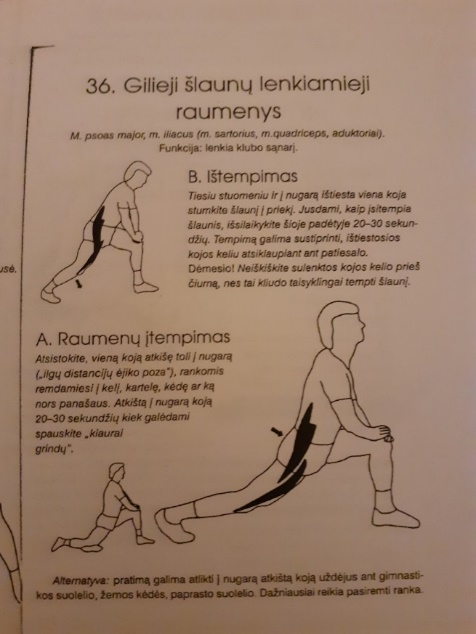 36. Gilieji šlaunų lenkiamieji
raumenys
M. psoas major, m. iliacus (m. sartorius, m.quadriceps, aduktoriai).
Funkcija: lenkia klubo sąnarį.
B. Ištempimas
Tiesiu stuomeniu ir į nugarą ištiesta viena koja
stumkite šlaunį į priekį. Jusdami, kaip įsitempia
šlaunis, išsilaikykite šioje padėtyje 20–30 sekun-
džių. Tempimą galima sustiprinti, ištiestosios
kojos keliu atsiklaupiant ant patiesalo.
Dėmesio! Neiškiškite sulenktos kojos kelio prieš
čiurną, nes tai kliudo taisyklingai tempti šlaunį.
usė.
A. Raumenų įtempimas
Atsistokite, vieną koją atkišę toli į nugarą
(„ilgų distancijų ėjiko poza"), rankomis
remdamiesi į kelį, kartelę, kėdę ar ką
nors panašaus. Atkištą į nugarą koją
20–30 sekundžių kiek galėdami
spauskite „kiaurai
grindų".
Alternatyva: pratimą galima atlikti į nugarą atkištą koją uždėjus ant gimnasti-
kos suolelio, žemos kėdės, paprasto suolelio. Dažniausiai reikia pasiremti ranka.